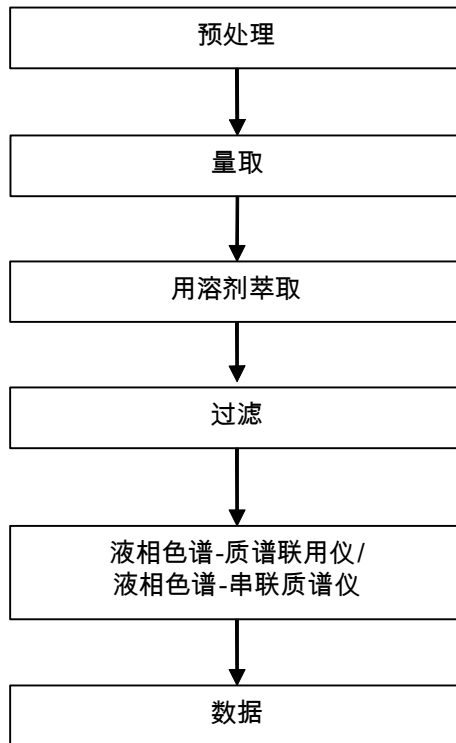 预处理
量取
用溶剂萃取
过滤
液相色谱-质谱联用仪/
液相色谱-串联质谱仪
数据